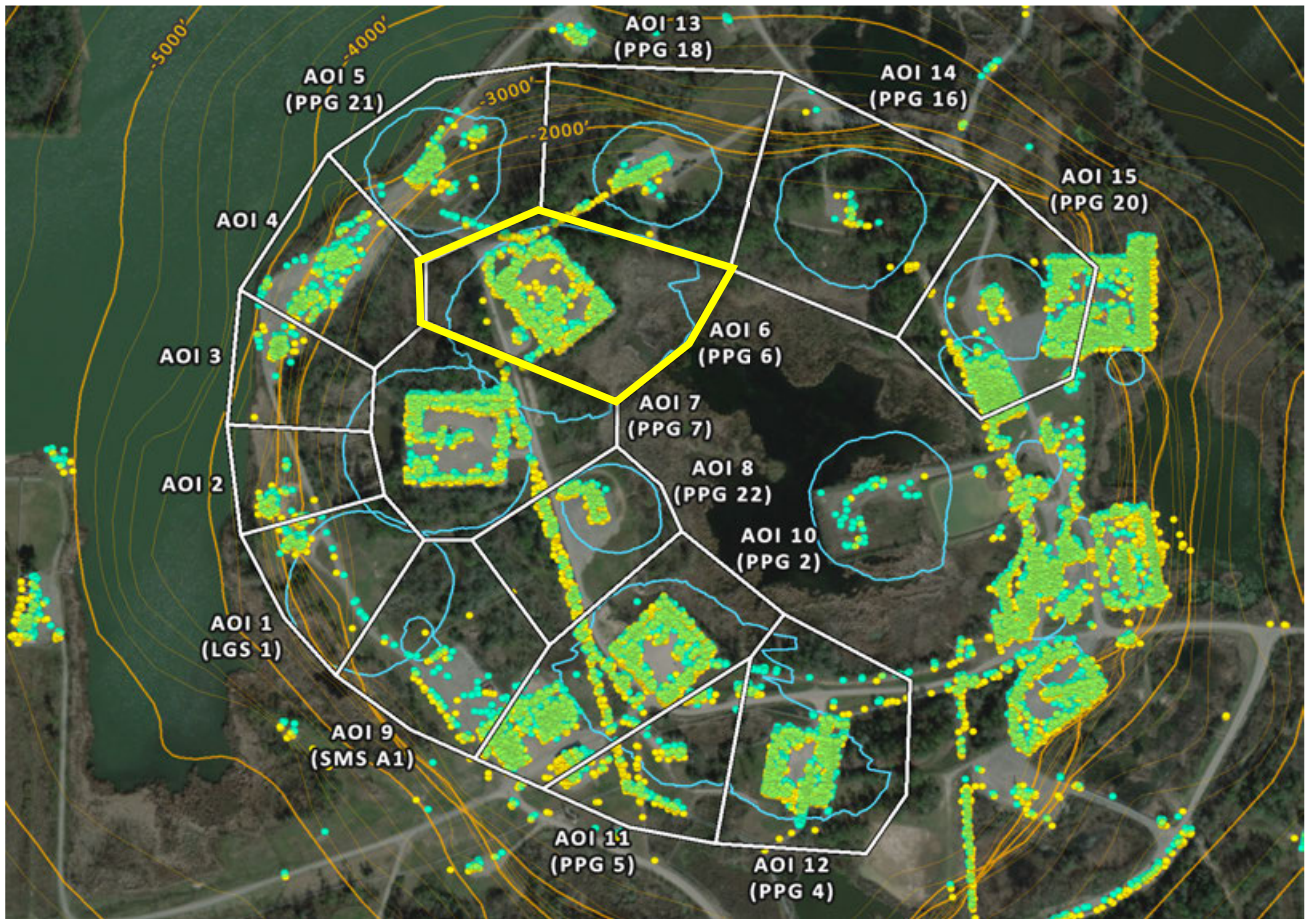 -5000'
-4000'
AOI 13
(PPG 18)
AOI 5
(PPG 21)
AOI 14
(PPG 16)
-3000'
-2000'
AOI 15
(PPG 20)
AOI 4
AOI 6
(PPG 6)
AOI 3
AOI 7
(PPG 7)
AOI 8
(PPG 22)
AOI 2
AOI 10
(PPG 2)
AOI 1
(LGS 1)
AOI 9
(SMS A1)
AOI 11
(PPG 5)
AOI 12
(PPG 4)